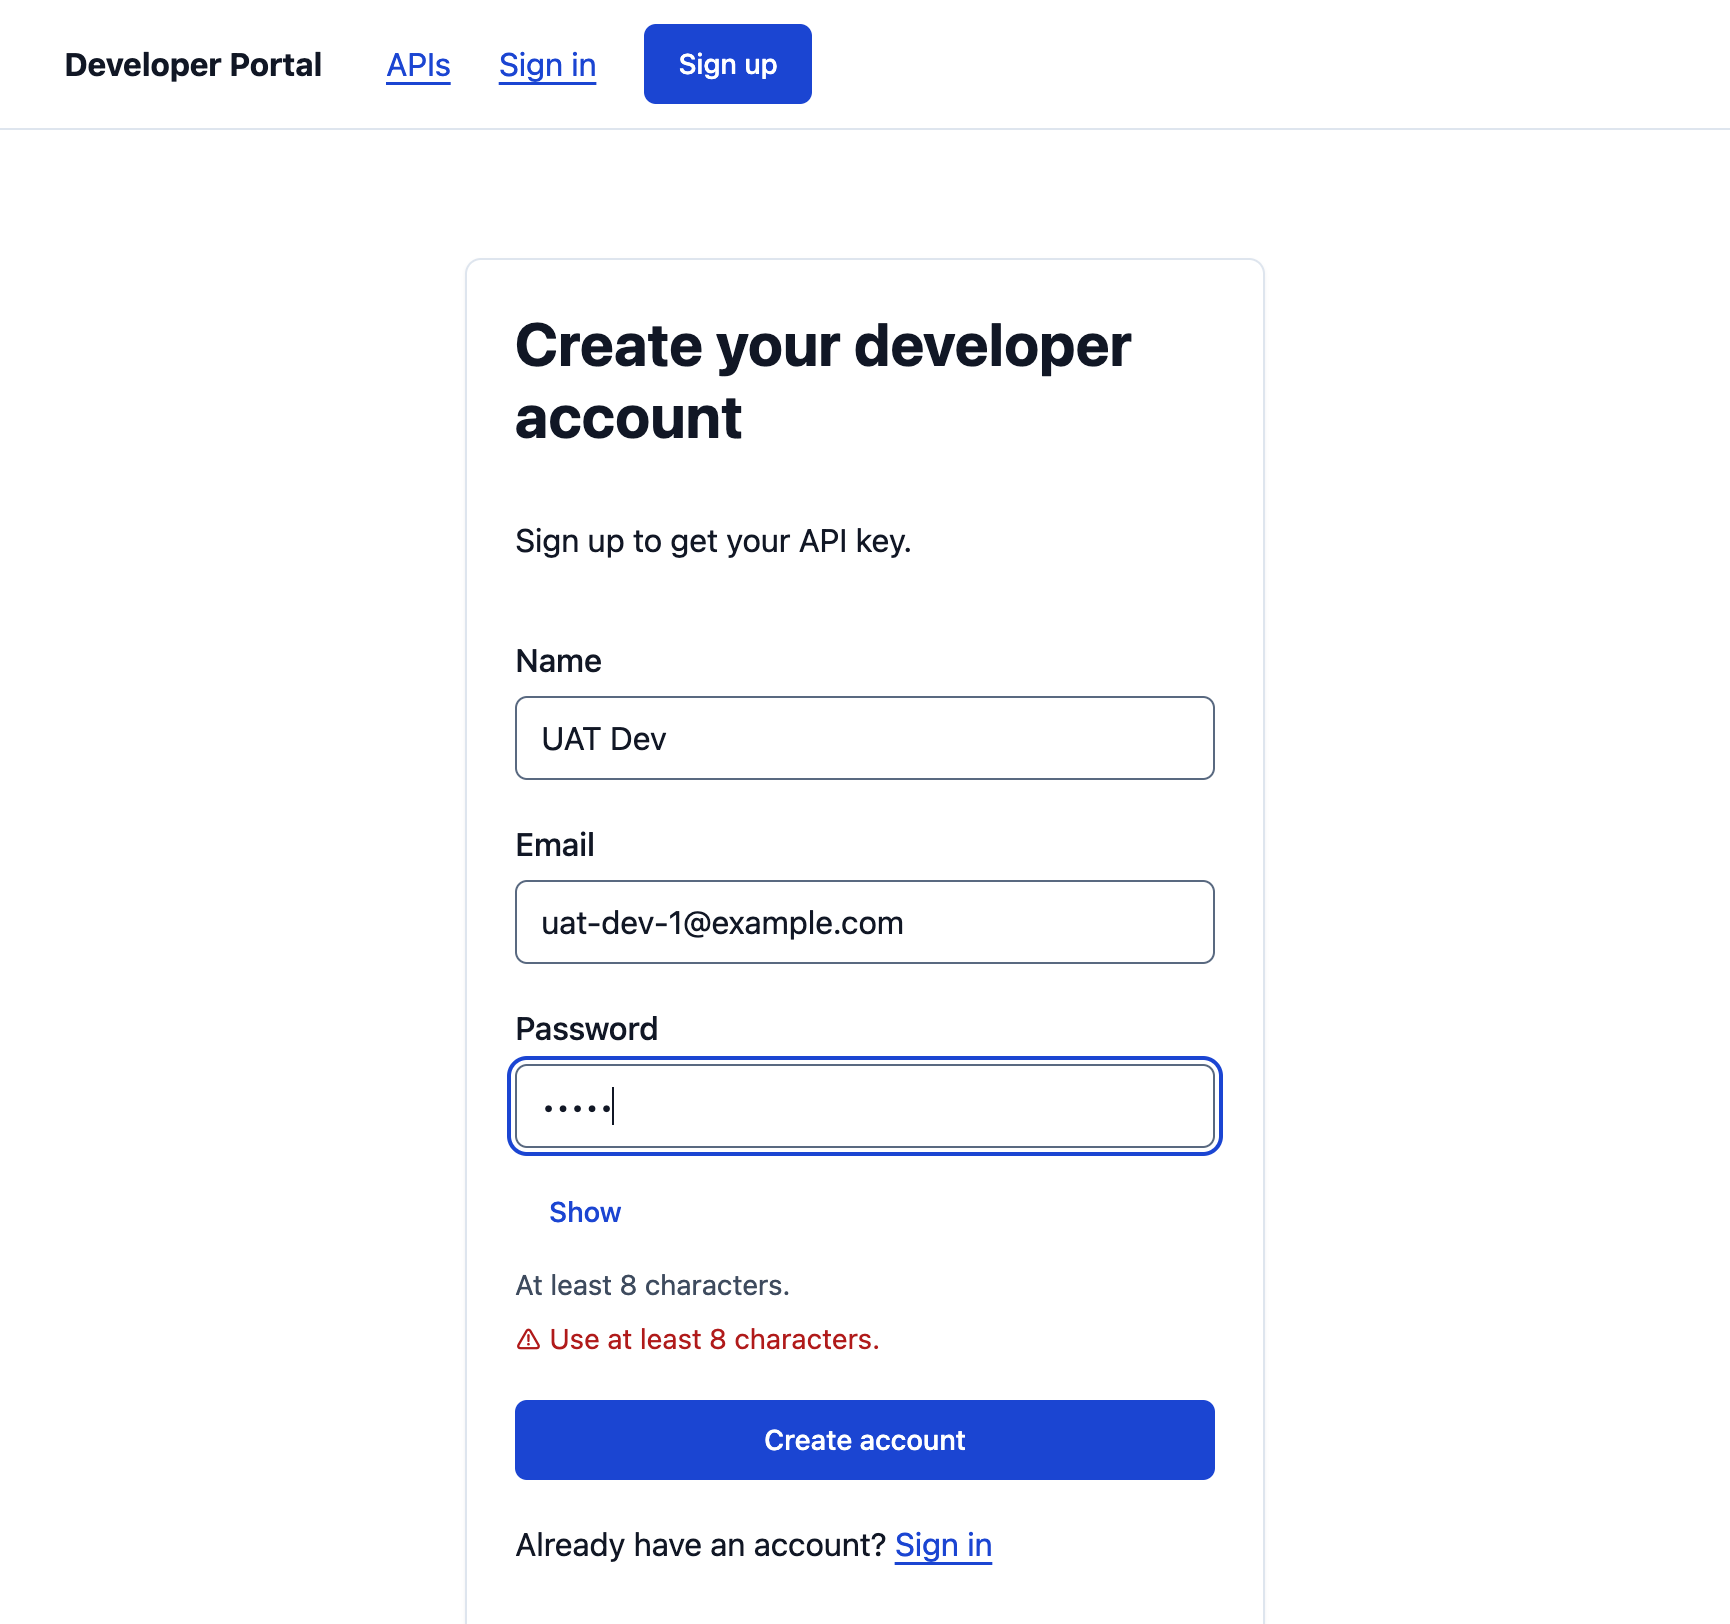 Developer Portal APIs Sign in Sign up
Create your developer
account
Sign up to get your API key.
Name
UAT Dev
Email
uat-dev-1@example.com
Password
•••••
Show
At least 8 characters.
⚠ Use at least 8 characters.
Create account
Already have an account? Sign in